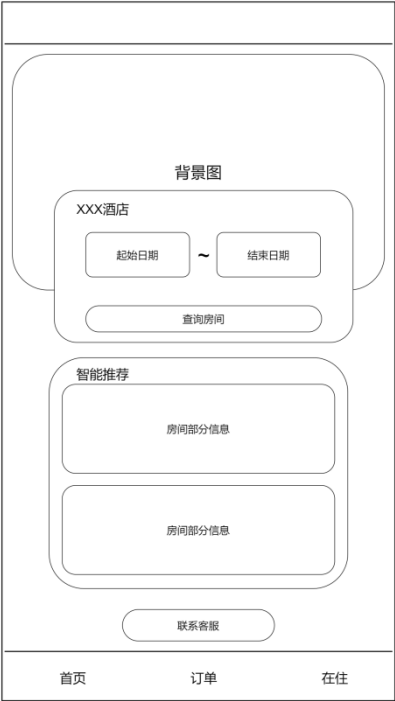 背景图
XXX酒店
起始日期 ~ 结束日期
查询房间
智能推荐
房间部分信息
房间部分信息
联系客服
首页 订单 在住